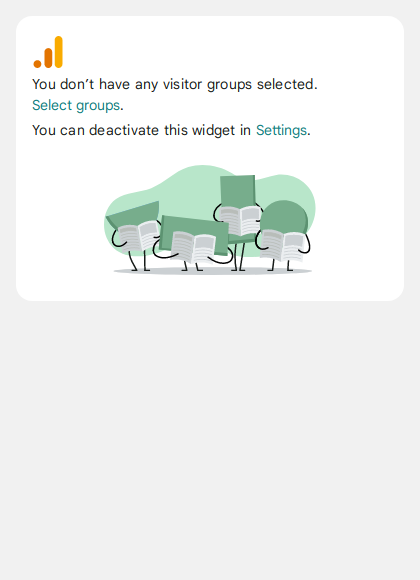 You don’t have any visitor groups selected.
Select groups.
You can deactivate this widget in Settings.